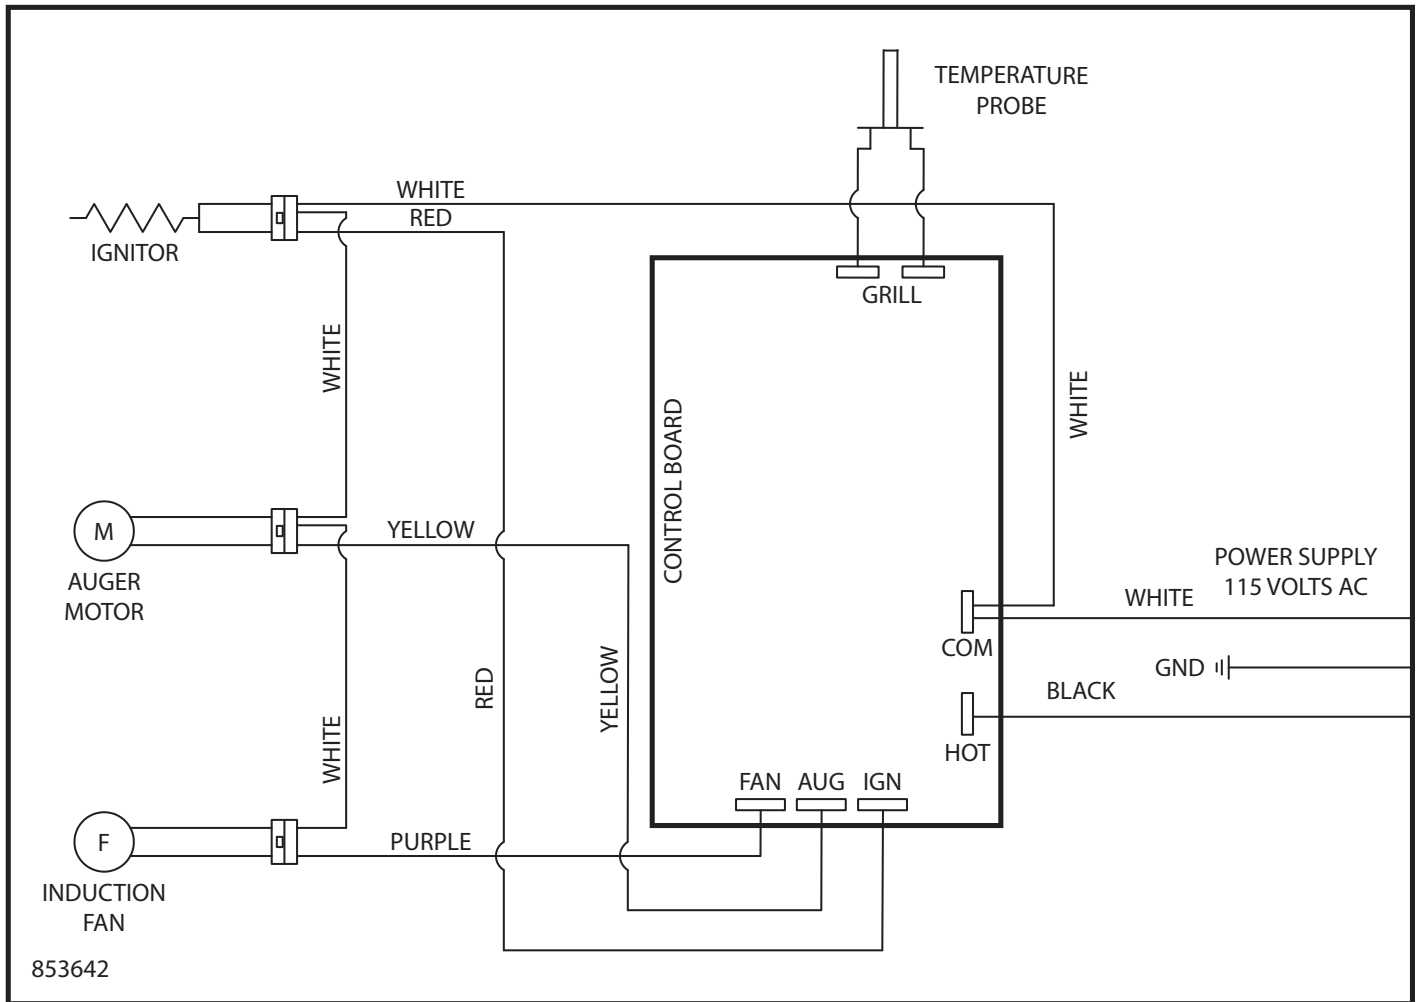 TEMPERATURE
PROBE
WHITE
RED
IGNITOR
GRILL
WHITE
WHITE
CONTROL BOARD
M
YELLOW
AUGER
MOTOR
POWER SUPPLY
115 VOLTS AC
WHITE
COM
GND
BLACK
RED
YELLOW
WHITE
HOT
FAN AUG IGN
F
PURPLE
INDUCTION
FAN
853642